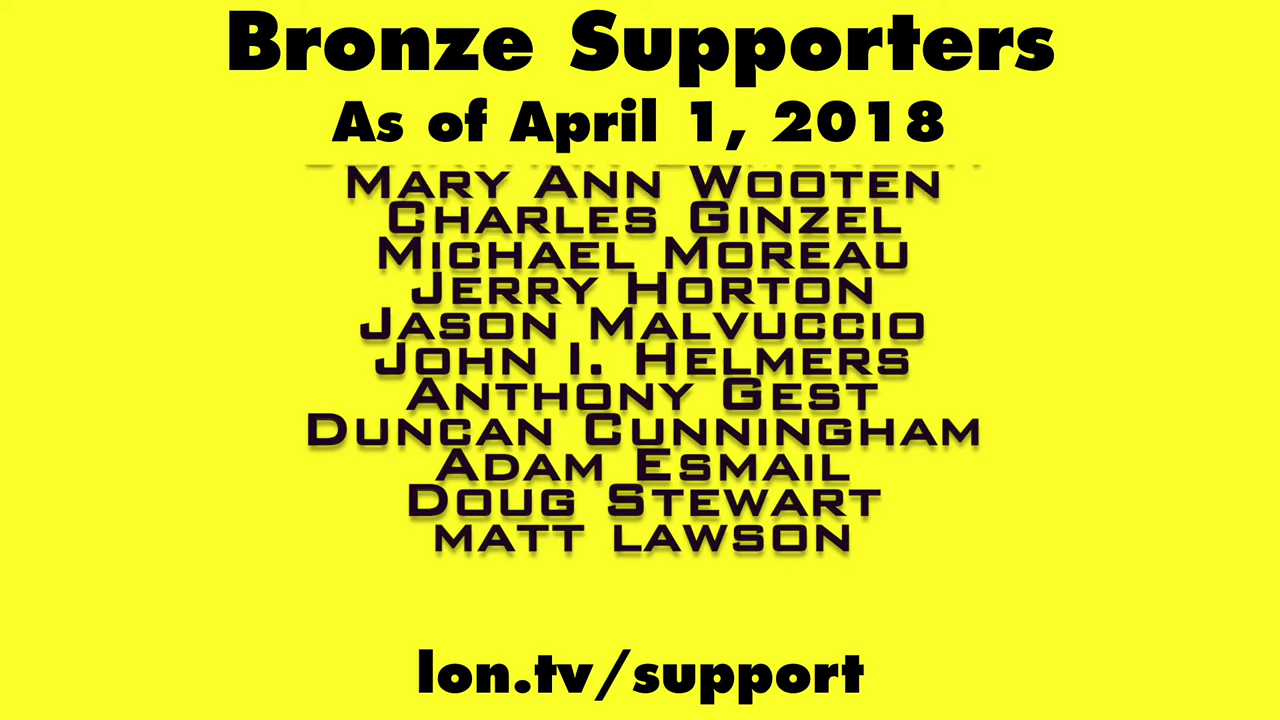 Bronze Supporters
As of April 1, 2018
Mary Ann Wooten
Charles Ginzel
Michael Moreau
Jerry Horton
Jason Malvuccio
John I. Helmers
Anthony Gest
Duncan Cunningham
Adam Esmail
Doug Stewart
matt lawson
lon.tv/support